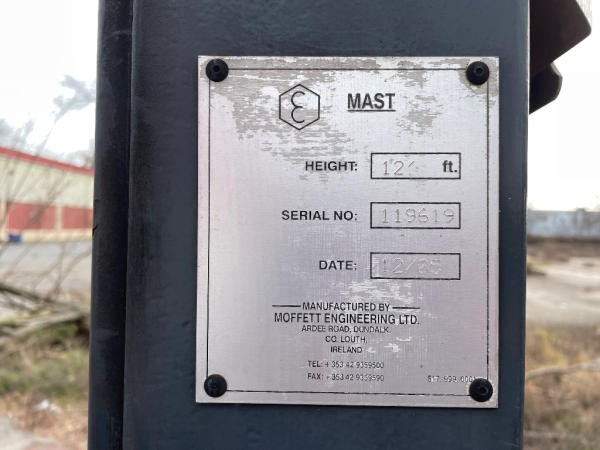 MAST
HEIGHT: ft.
SERIAL NO: 119619
DATE:
MANUFACTURED BY
MOFFETT ENGINEERING LTD.
ARDEE ROAD, DUNDALK
CO. LOUTH,
IRELAND
TEL: +353 42 9359500
FAX: +353 42 9359590